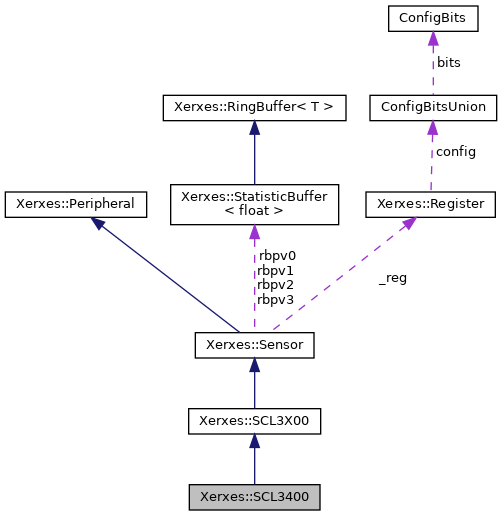 ConfigBits
bits
Xerxes::RingBuffer< T >
ConfigBitsUnion
config
Xerxes::Peripheral
Xerxes::StatisticBuffer
< float >
Xerxes::Register
rbpv0
rbpv1
rbpv2
rbpv3
_reg
Xerxes::Sensor
Xerxes::SCL3X00
Xerxes::SCL3400